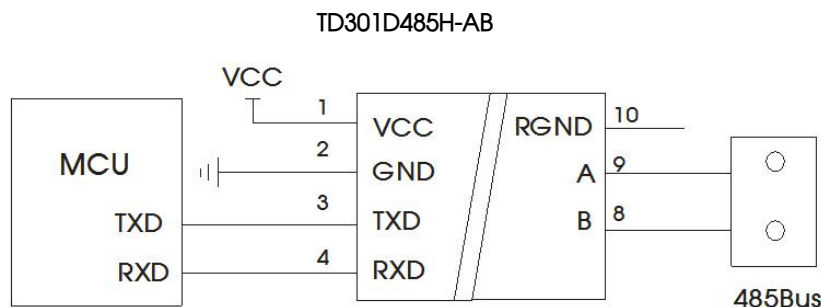 TD301D485H-AB
VCC
MCU
TXD
RXD
1
2
3
4
VCC
GND
TXD
RXD
RGND
A
B
10
9
8
485Bus